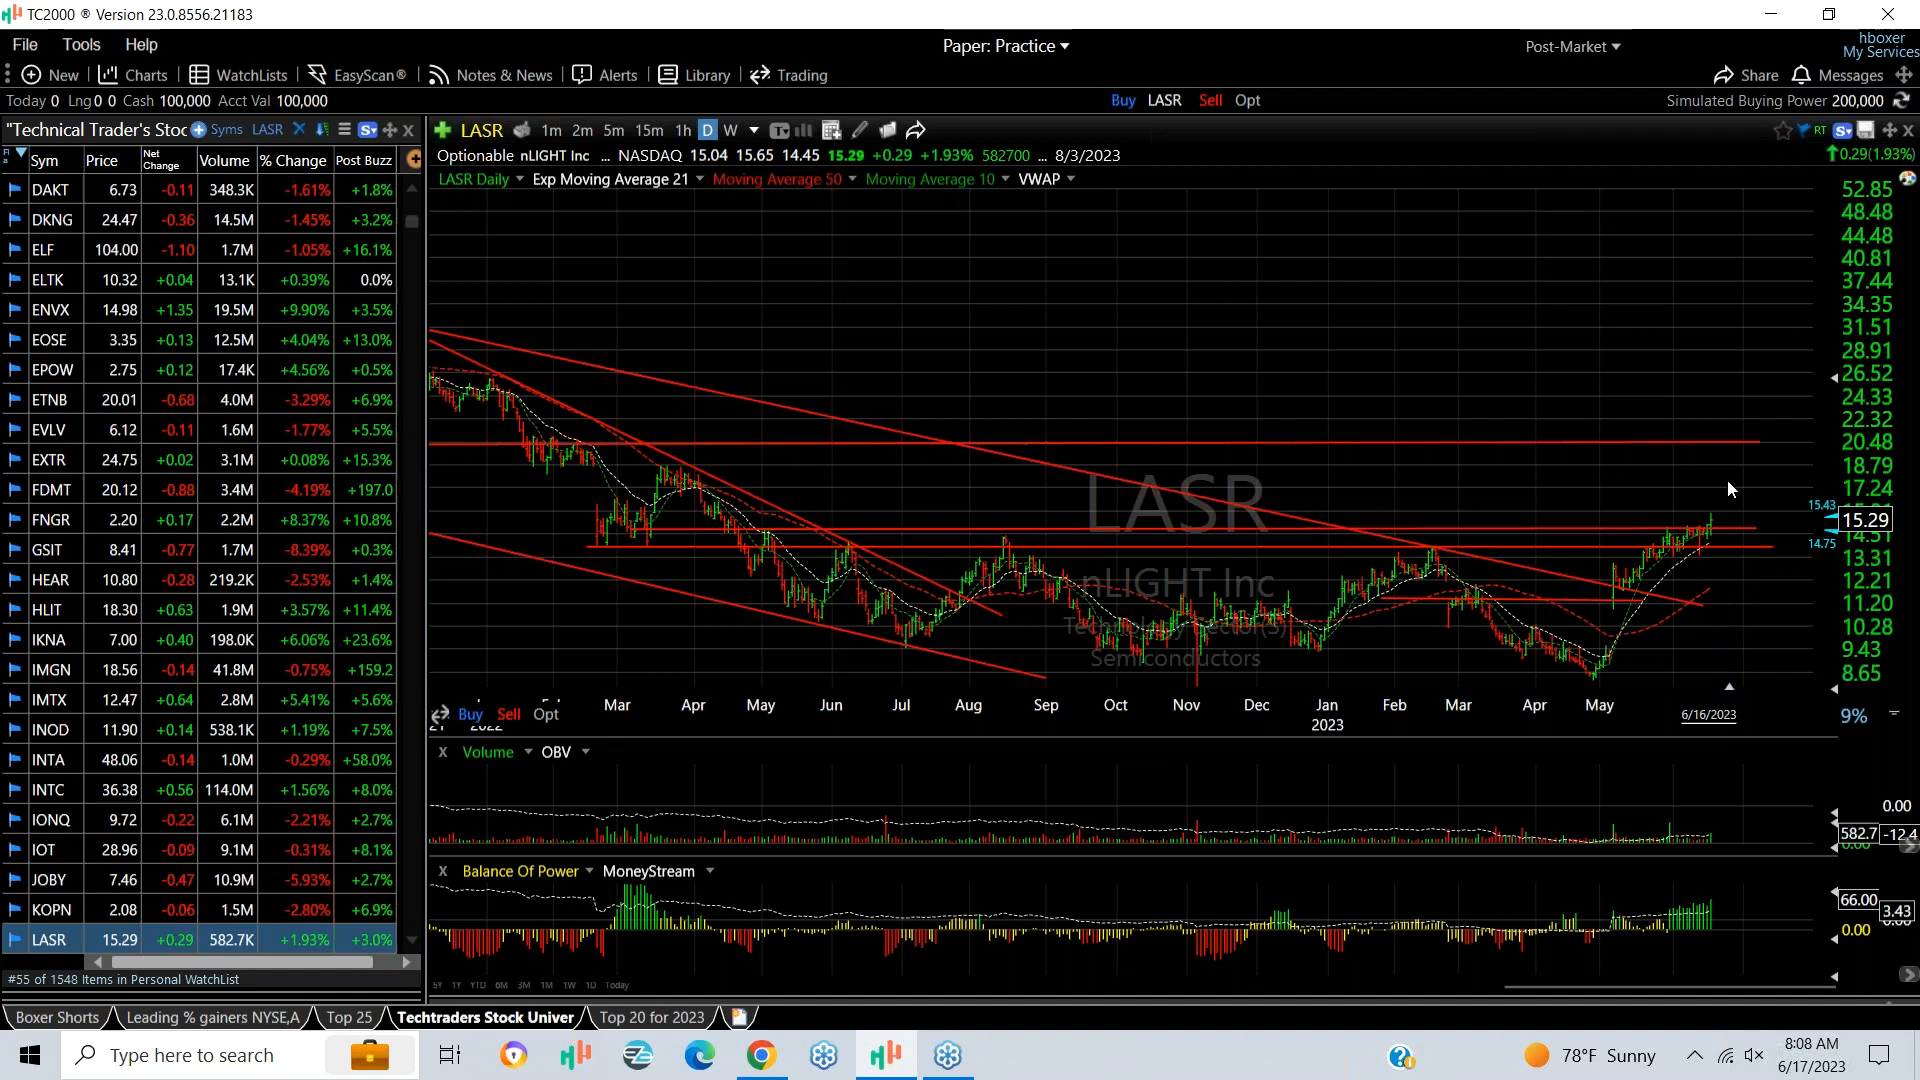 TC2000 ® Version 23.0.8556.21183
File Tools Help
Paper: Practice
Post-Market
hboxer
My Services
New Charts WatchLists EasyScan® Notes & News Alerts Library Trading
Share Messages
Today 0 Lng 0 0 Cash 100,000 Acct Val 100,000
Buy LASR Sell Opt
Simulated Buying Power 200,000
"Technical Trader's Stoc Syms LASR
LASR 1m 2m 5m 15m 1h D W
RT
Sym Price Net Change Volume % Change Post Buzz
Optionable nLIGHT Inc ... NASDAQ 15.04 15.65 14.45 15.29 +0.29 +1.93% 582700 ... 8/3/2023
0.29(1.93%)
LASR Daily Exp Moving Average 21 Moving Average 50 Moving Average 10 VWAP
DAKT 6.73 -0.11 348.3K -1.61% +1.8%
DKNG 24.47 -0.36 14.5M -1.45% +3.2%
ELF 104.00 -1.10 1.7M -1.05% +16.1%
ELTK 10.32 +0.04 13.1K +0.39% 0.0%
ENVX 14.98 +1.35 19.5M +9.90% +3.5%
EOSE 3.35 +0.13 12.5M +4.04% +13.0%
EPOW 2.75 +0.12 17.4K +4.56% +0.5%
ETNB 20.01 -0.68 4.0M -3.29% +6.9%
EVLV 6.12 -0.11 1.6M -1.77% +5.5%
EXTR 24.75 +0.02 3.1M +0.08% +15.3%
FDMT 20.12 -0.88 3.4M -4.19% +197.0
FNGR 2.20 +0.17 2.2M +8.37% +10.8%
GSIT 8.41 -0.77 1.7M -8.39% +0.3%
HEAR 10.80 -0.28 219.2K -2.53% +1.4%
HLIT 18.30 +0.63 1.9M +3.57% +11.4%
IKNA 7.00 +0.40 198.0K +6.06% +23.6%
IMGN 18.56 -0.14 41.8M -0.75% +159.2
IMTX 12.47 +0.64 2.8M +5.41% +5.6%
INOD 11.90 +0.14 538.1K +1.19% +7.5%
INTA 48.06 -0.14 1.0M -0.29% +58.0%
INTC 36.38 +0.56 114.0M +1.56% +8.0%
IONQ 9.72 -0.22 6.1M -2.21% +2.7%
IOT 28.96 -0.09 9.1M -0.31% +8.1%
JOBY 7.46 -0.47 10.9M -5.93% +2.7%
KOPN 2.08 -0.06 1.5M -2.80% +6.9%
LASR 15.29 +0.29 582.7K +1.93% +3.0%
#55 of 1548 Items in Personal WatchList
52.85
48.48
44.48
40.81
37.44
34.35
31.51
28.91
26.52
24.33
22.32
20.48
18.79
17.24
15.43
15.29
14.51
14.75
13.31
12.21
11.20
10.28
9.43
8.65
LASR
nLIGHT Inc
Technology Sector(S)
Semiconductors
Mar Apr May Jun Jul Aug Sep Oct Nov Dec Jan Feb Mar Apr May
2023
6/16/2023
9%
Buy Sell Opt
X Volume OBV
0.00
582.7 -12.4
X Balance Of Power MoneyStream
66.00
3.43
0.00
5Y 1Y YTD 6M 3M 1M 1W 1D Today
Boxer Shorts Leading % gainers NYSE,A Top 25 Techtraders Stock Univer Top 20 for 2023
Type here to search
78°F Sunny
8:08 AM
6/17/2023